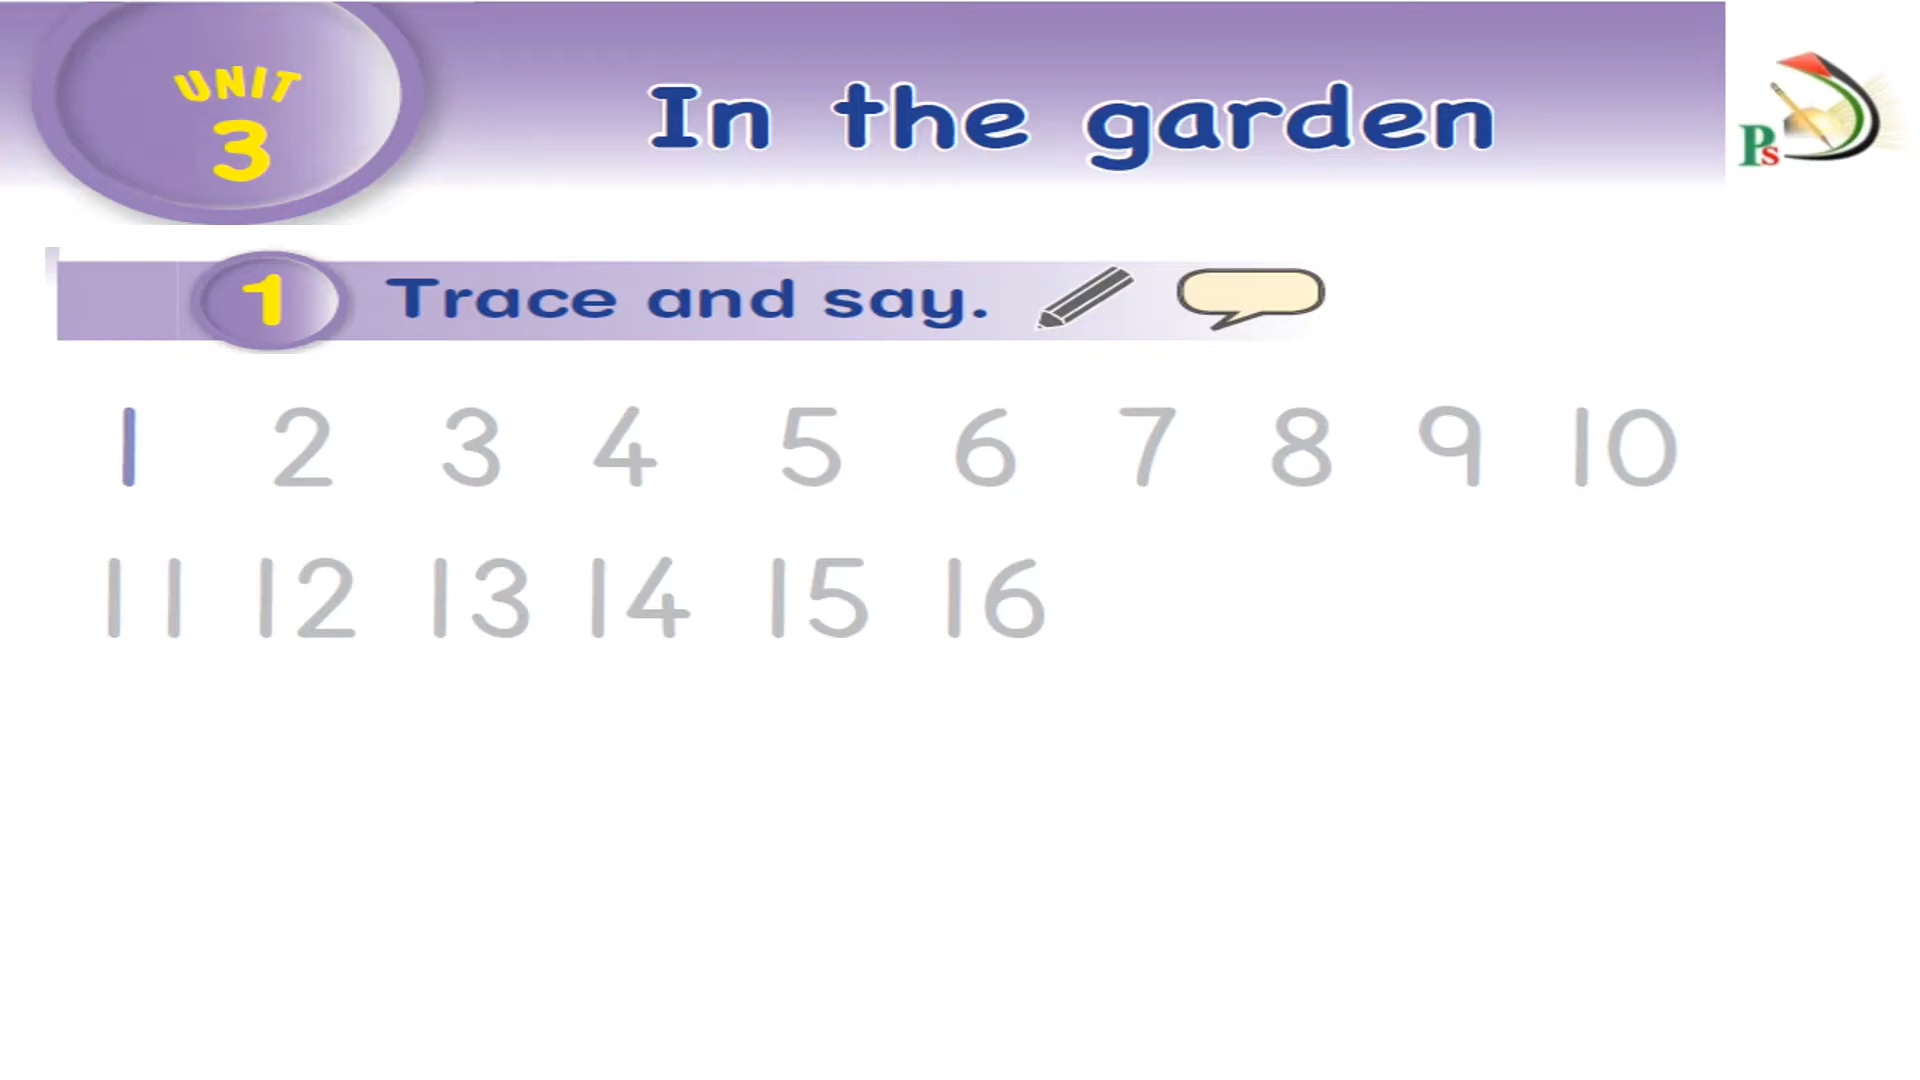 UNIT
3
In the garden
Ps
1 Trace and say.
1 2 3 4 5 6 7 8 9 10
11 12 13 14 15 16